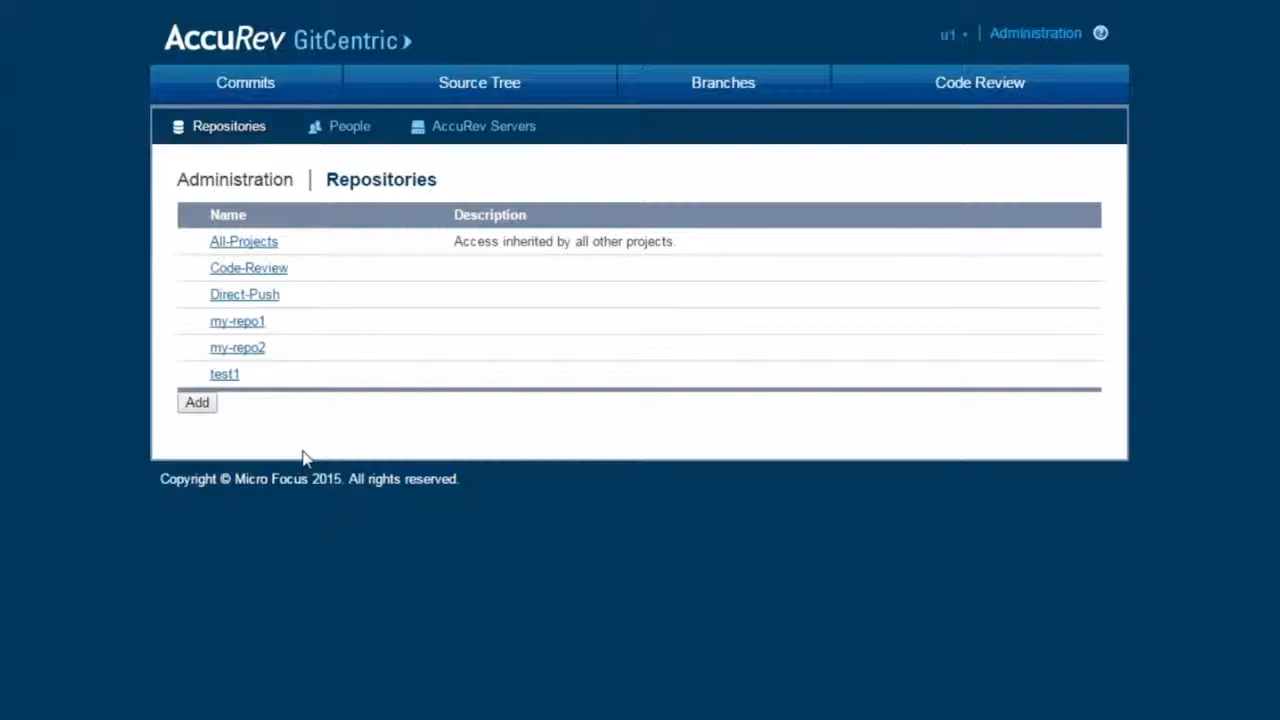 AccuRev GitCentric
u1 Administration ?
Commits Source Tree Branches Code Review
Repositories People AccuRev Servers
Administration | Repositories
Name Description
All-Projects Access inherited by all other projects.
Code-Review
Direct-Push
my-repo1
my-repo2
test1
Add
Copyright © Micro Focus 2015. All rights reserved.